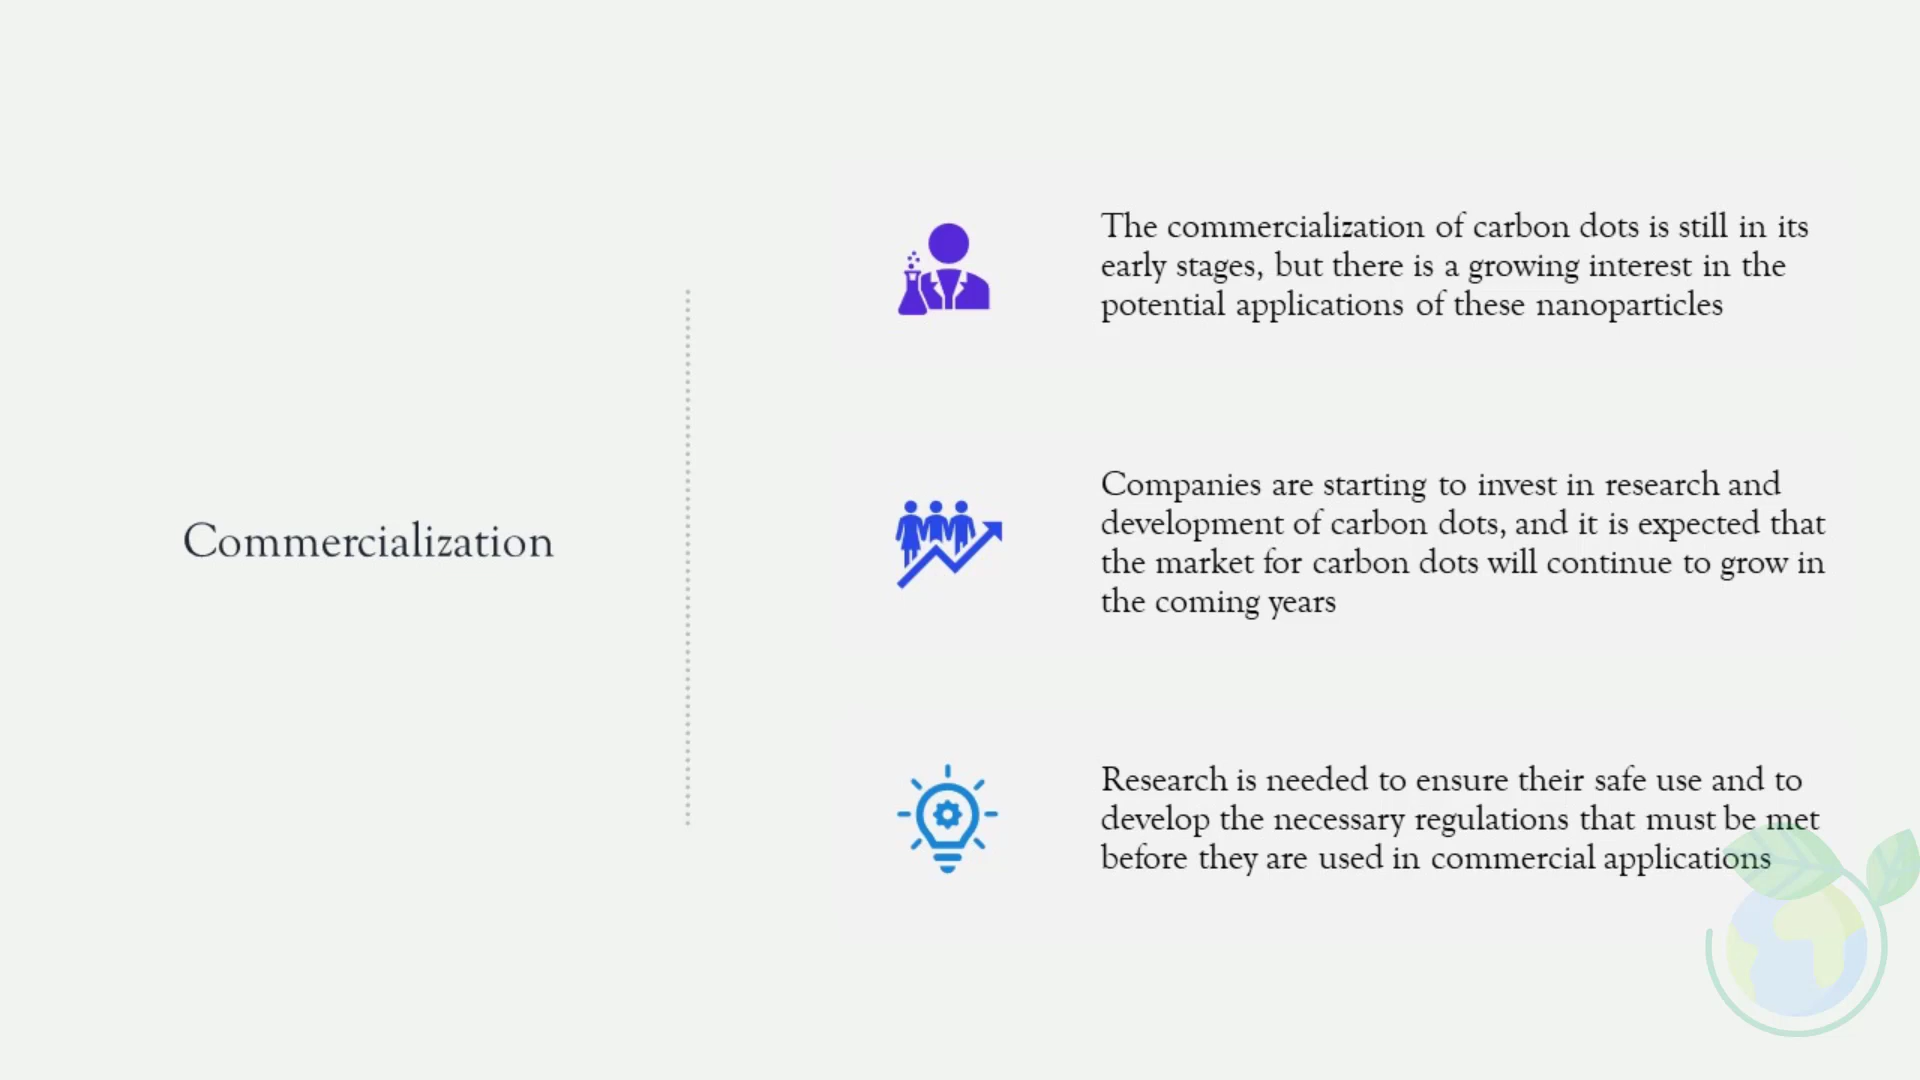 Commercialization
The commercialization of carbon dots is still in its
early stages, but there is a growing interest in the
potential applications of these nanoparticles
Companies are starting to invest in research and
development of carbon dots, and it is expected that
the market for carbon dots will continue to grow in
the coming years
Research is needed to ensure their safe use and to
develop the necessary regulations that must be met
before they are used in commercial applications